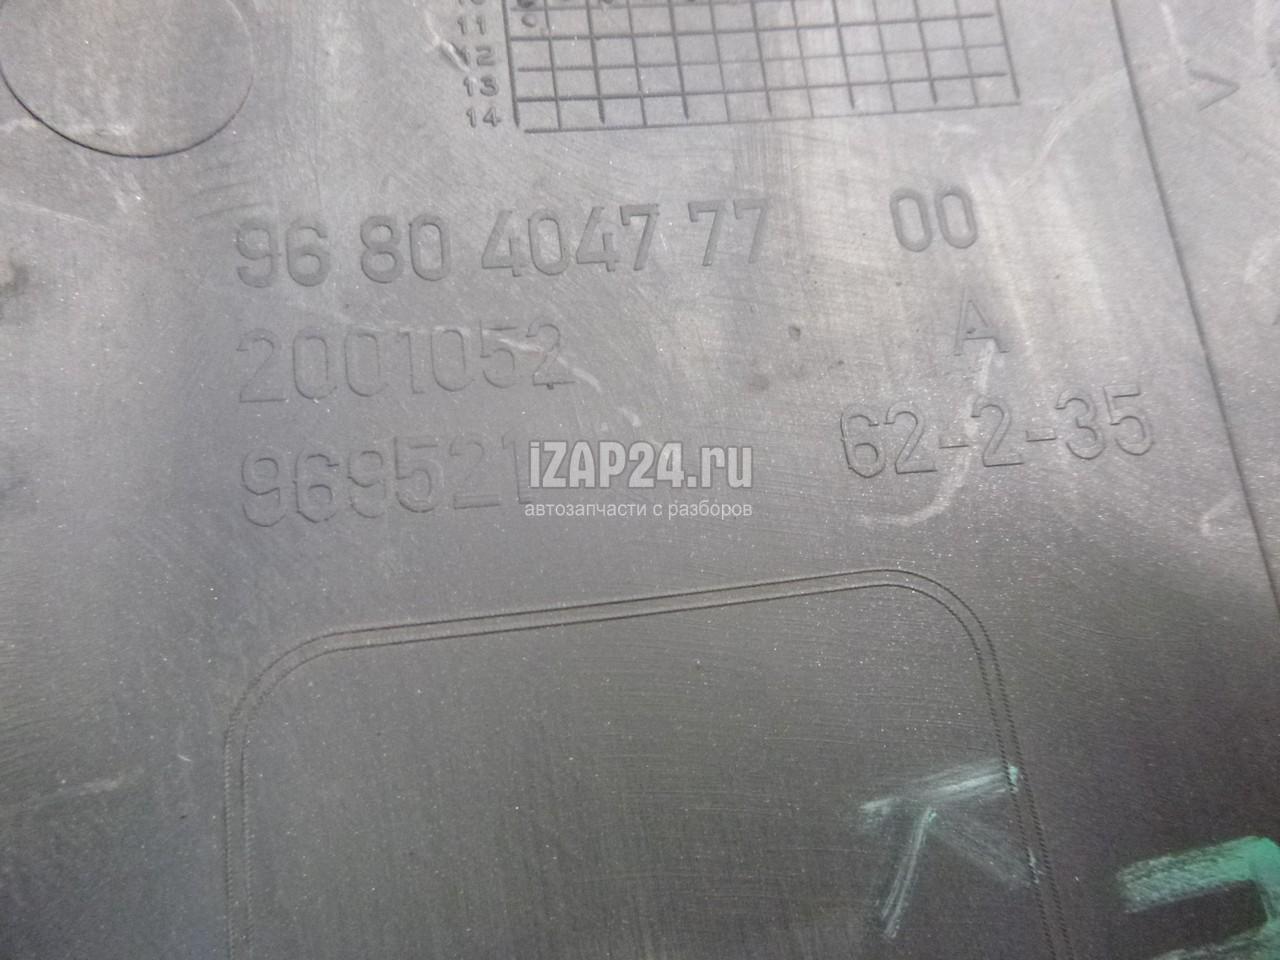 11
12
13
14
96 80 4047 77 00
2001052 A
969521 62-2-35
iZAP24.ru
автозапчасти с разборов